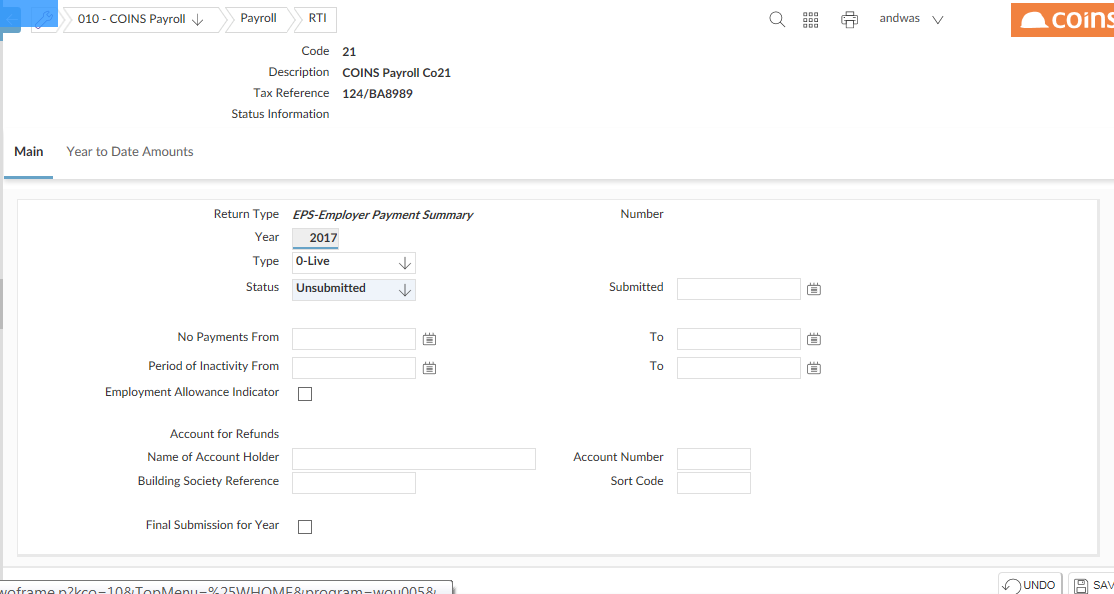 010 - COINS Payroll Payroll RTI andwas coins
Code 21
Description COINS Payroll Co21
Tax Reference 124/BA8989
Status Information
Main Year to Date Amounts
Return Type EPS-Employer Payment Summary Number
Year 2017
Type 0-Live
Status Unsubmitted Submitted
No Payments From To
Period of Inactivity From To
Employment Allowance Indicator
Account for Refunds
Name of Account Holder Account Number
Building Society Reference Sort Code
Final Submission for Year
UNDO SAV
woframe.p?kco=10&TopMenu=%25WHOME&program=wou005&